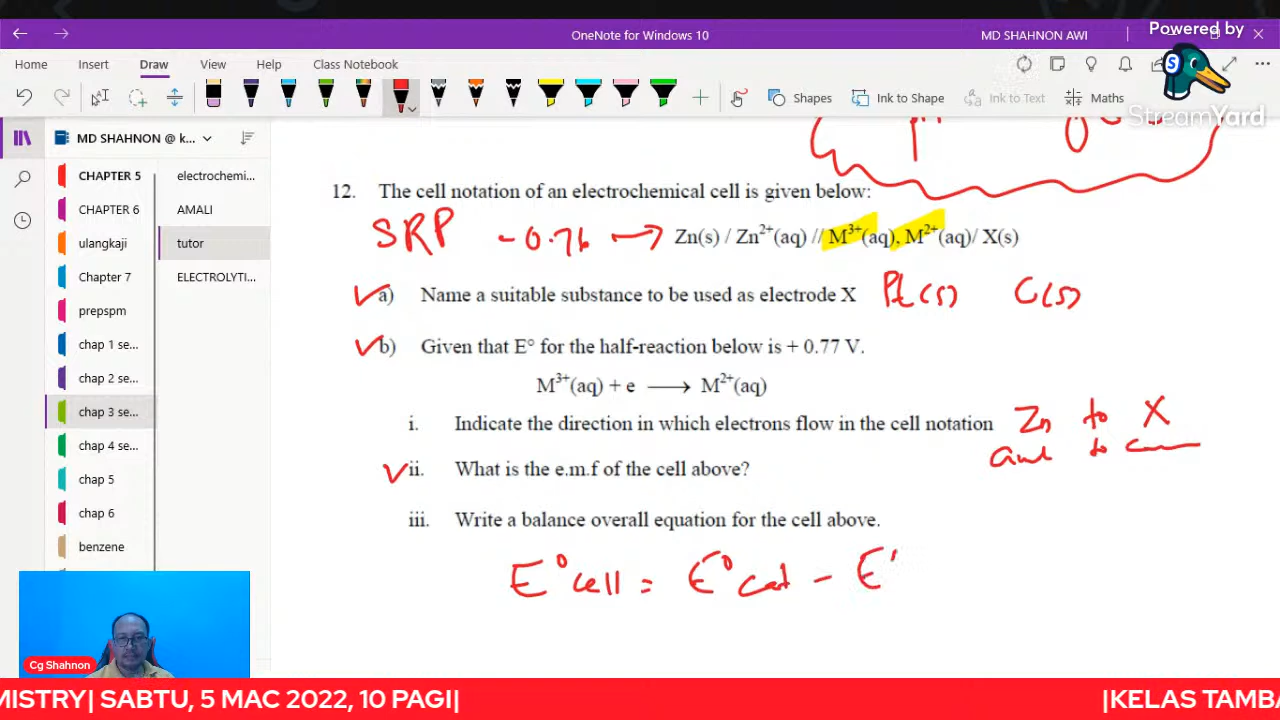 Powered by
OneNote for Windows 10
MD SHAHNON AWI
StreamYard
Home Insert Draw View Help Class Notebook
Shapes Ink to Shape Ink to Text Maths
MD SHAHNON @ k...
CHAPTER 5
CHAPTER 6
ulangkaji
Chapter 7
prepspm
chap 1 se...
chap 2 se...
chap 3 se...
chap 4 se...
chap 5
chap 6
benzene
electrochemi...
AMALI
tutor
ELECTROLYTI...
12. The cell notation of an electrochemical cell is given below:
SRP -0.76 → Zn(s) / Zn²⁺(aq) // M³⁺(aq), M²⁺(aq)/ X(s)
a) Name a suitable substance to be used as electrode X Pt(s) C(s)
b) Given that E° for the half-reaction below is + 0.77 V.
M³⁺(aq) + e ⟶ M²⁺(aq)
i. Indicate the direction in which electrons flow in the cell notation Zn to X
to
ii. What is the e.m.f of the cell above?
iii. Write a balance overall equation for the cell above.
E°cell = E°cat - E'
Cg Shahnon
MISTRY| SABTU, 5 MAC 2022, 10 PAGI| |KELAS TAMBA